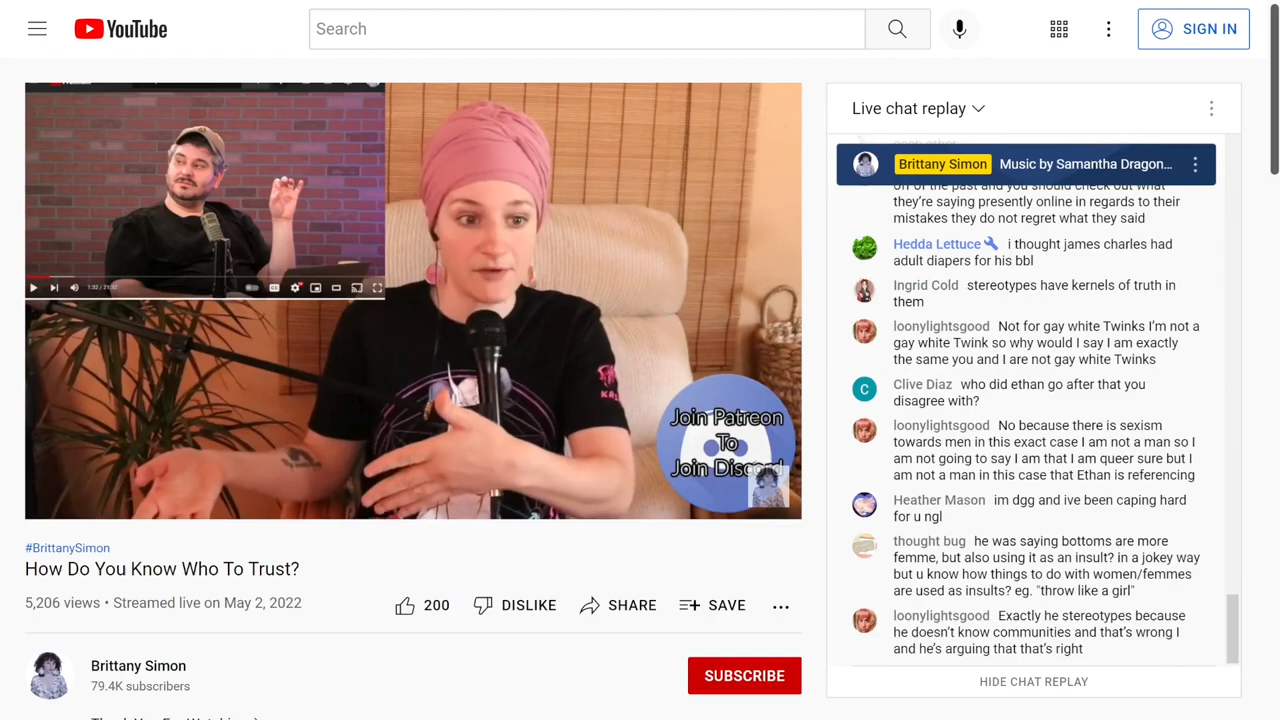 YouTube
Search
SIGN IN
1:32 / 21:32
Join Patreon
To
Join Discord
#BrittanySimon
How Do You Know Who To Trust?
5,206 views • Streamed live on May 2, 2022
200
DISLIKE
SHARE
SAVE
Brittany Simon
79.4K subscribers
SUBSCRIBE
Live chat replay
Brittany Simon Music by Samantha Dragon...
off of the past and you should check out what
they're saying presently online in regards to their
mistakes they do not regret what they said
Hedda Lettuce i thought james charles had
adult diapers for his bbl
Ingrid Cold stereotypes have kernels of truth in
them
loonylightsgood Not for gay white Twinks I'm not a
gay white Twink so why would I say I am exactly
the same you and I are not gay white Twinks
C
Clive Diaz who did ethan go after that you
disagree with?
loonylightsgood No because there is sexism
towards men in this exact case I am not a man so I
am not going to say I am that I am queer sure but I
am not a man in this case that Ethan is referencing
Heather Mason im dgg and ive been caping hard
for u ngl
thought bug he was saying bottoms are more
femme, but also using it as an insult? in a jokey way
but u know how things to do with women/femmes
are used as insults? eg. "throw like a girl"
loonylightsgood Exactly he stereotypes because
he doesn't know communities and that's wrong I
and he's arguing that that's right
HIDE CHAT REPLAY